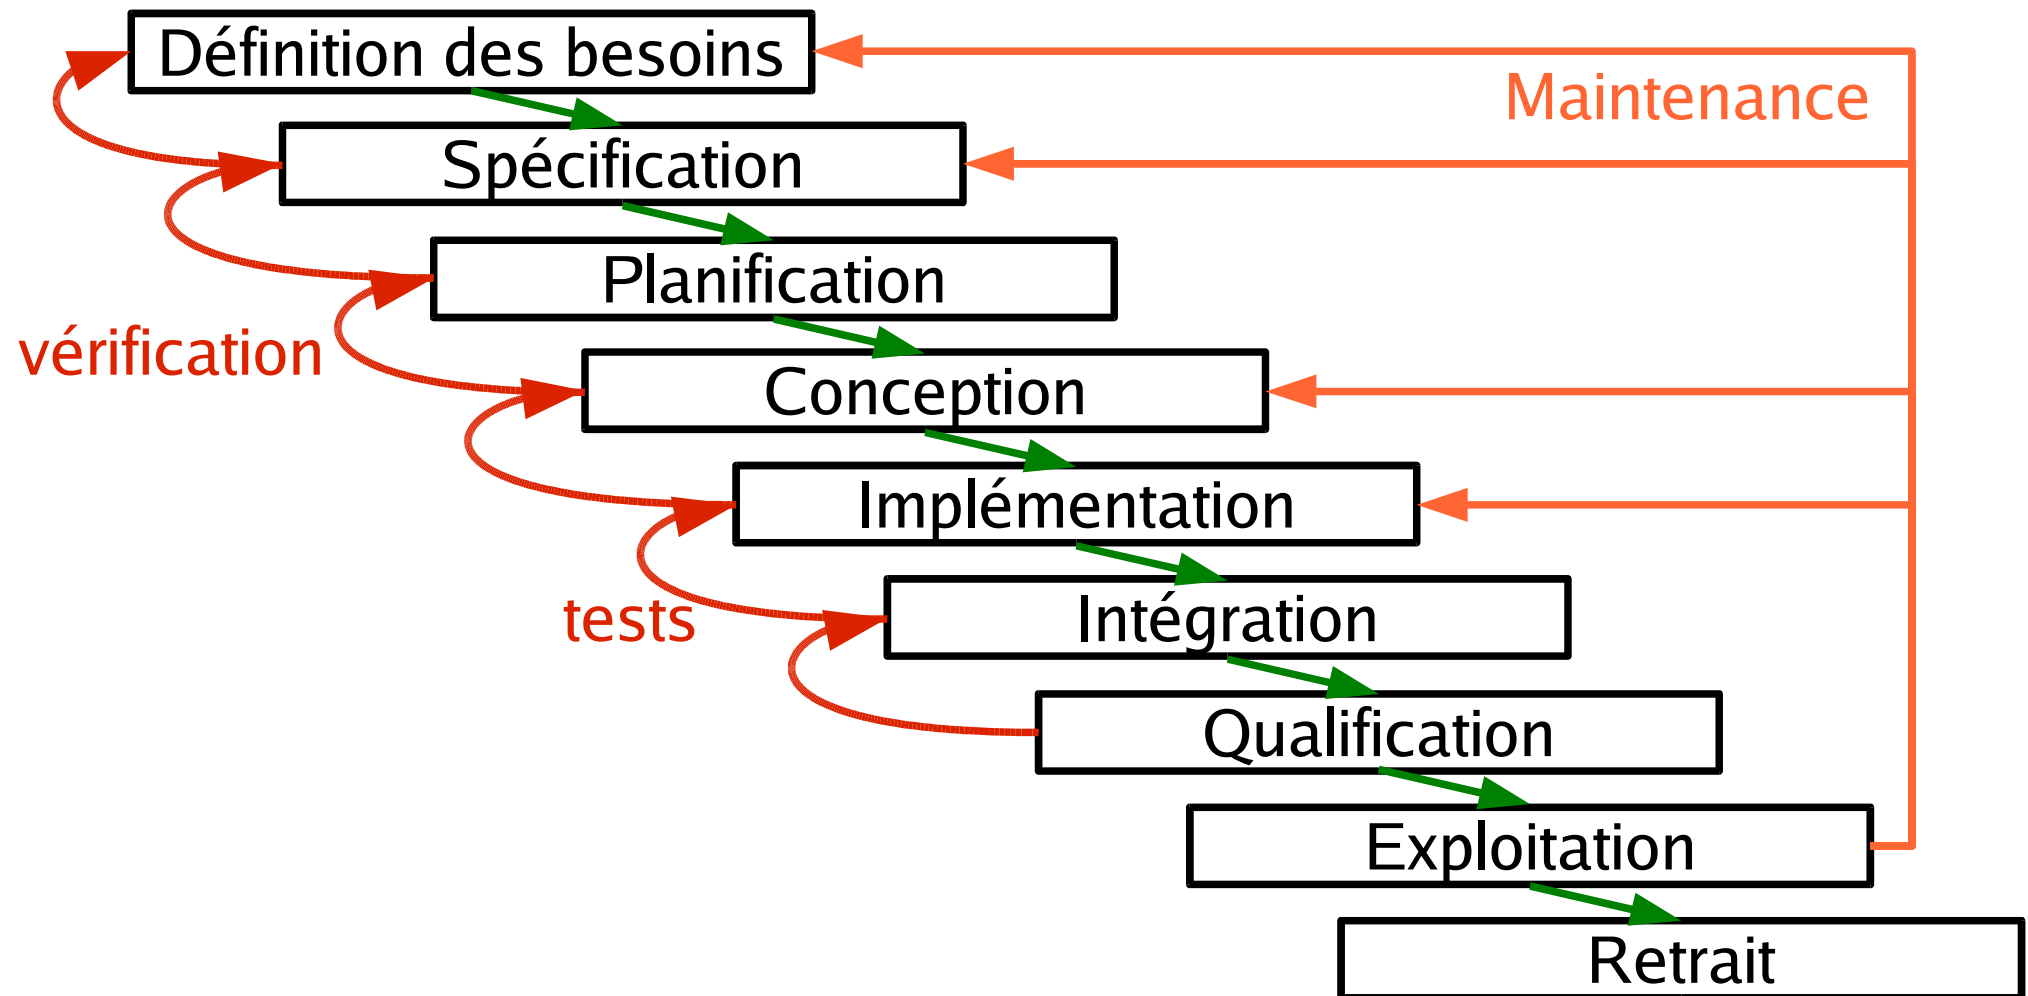 Définition des besoins
Maintenance
Spécification
Planification
vérification
Conception
Implémentation
tests
Intégration
Qualification
Exploitation
Retrait